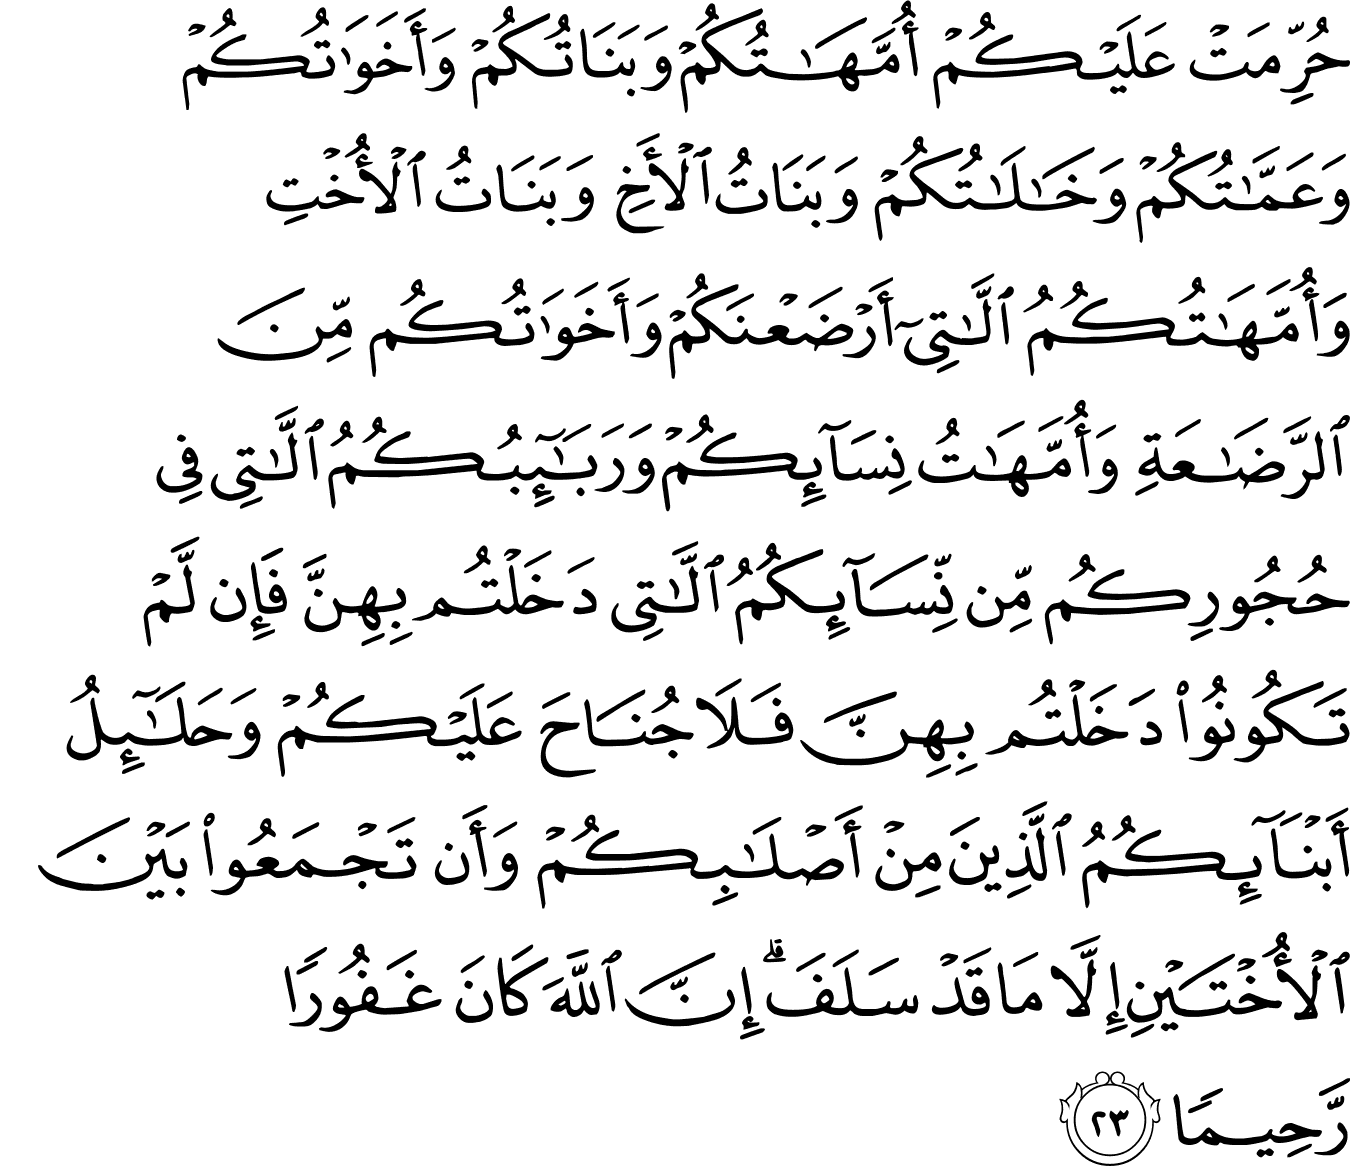 حُرِّمَتْ عَلَيْكُمْ أُمَّهَٰتُكُمْ وَبَنَاتُكُمْ وَأَخَوَٰتُكُمْ
وَعَمَّٰتُكُمْ وَخَٰلَٰتُكُمْ وَبَنَاتُ ٱلْأَخِ وَبَنَاتُ ٱلْأُخْتِ
وَأُمَّهَٰتُكُمُ ٱلَّٰتِىٓ أَرْضَعْنَكُمْ وَأَخَوَٰتُكُم مِّنَ
ٱلرَّضَٰعَةِ وَأُمَّهَٰتُ نِسَآئِكُمْ وَرَبَٰٓئِبُكُمُ ٱلَّٰتِى فِى
حُجُورِكُم مِّن نِّسَآئِكُمُ ٱلَّٰتِى دَخَلْتُم بِهِنَّ فَإِن لَّمْ
تَكُونُوا۟ دَخَلْتُم بِهِنَّ فَلَا جُنَاحَ عَلَيْكُمْ وَحَلَٰٓئِلُ
أَبْنَآئِكُمُ ٱلَّذِينَ مِنْ أَصْلَٰبِكُمْ وَأَن تَجْمَعُوا۟ بَيْنَ
ٱلْأُخْتَيْنِ إِلَّا مَا قَدْ سَلَفَ ۗ إِنَّ ٱللَّهَ كَانَ غَفُورًا
رَّحِيمًا ٢٣